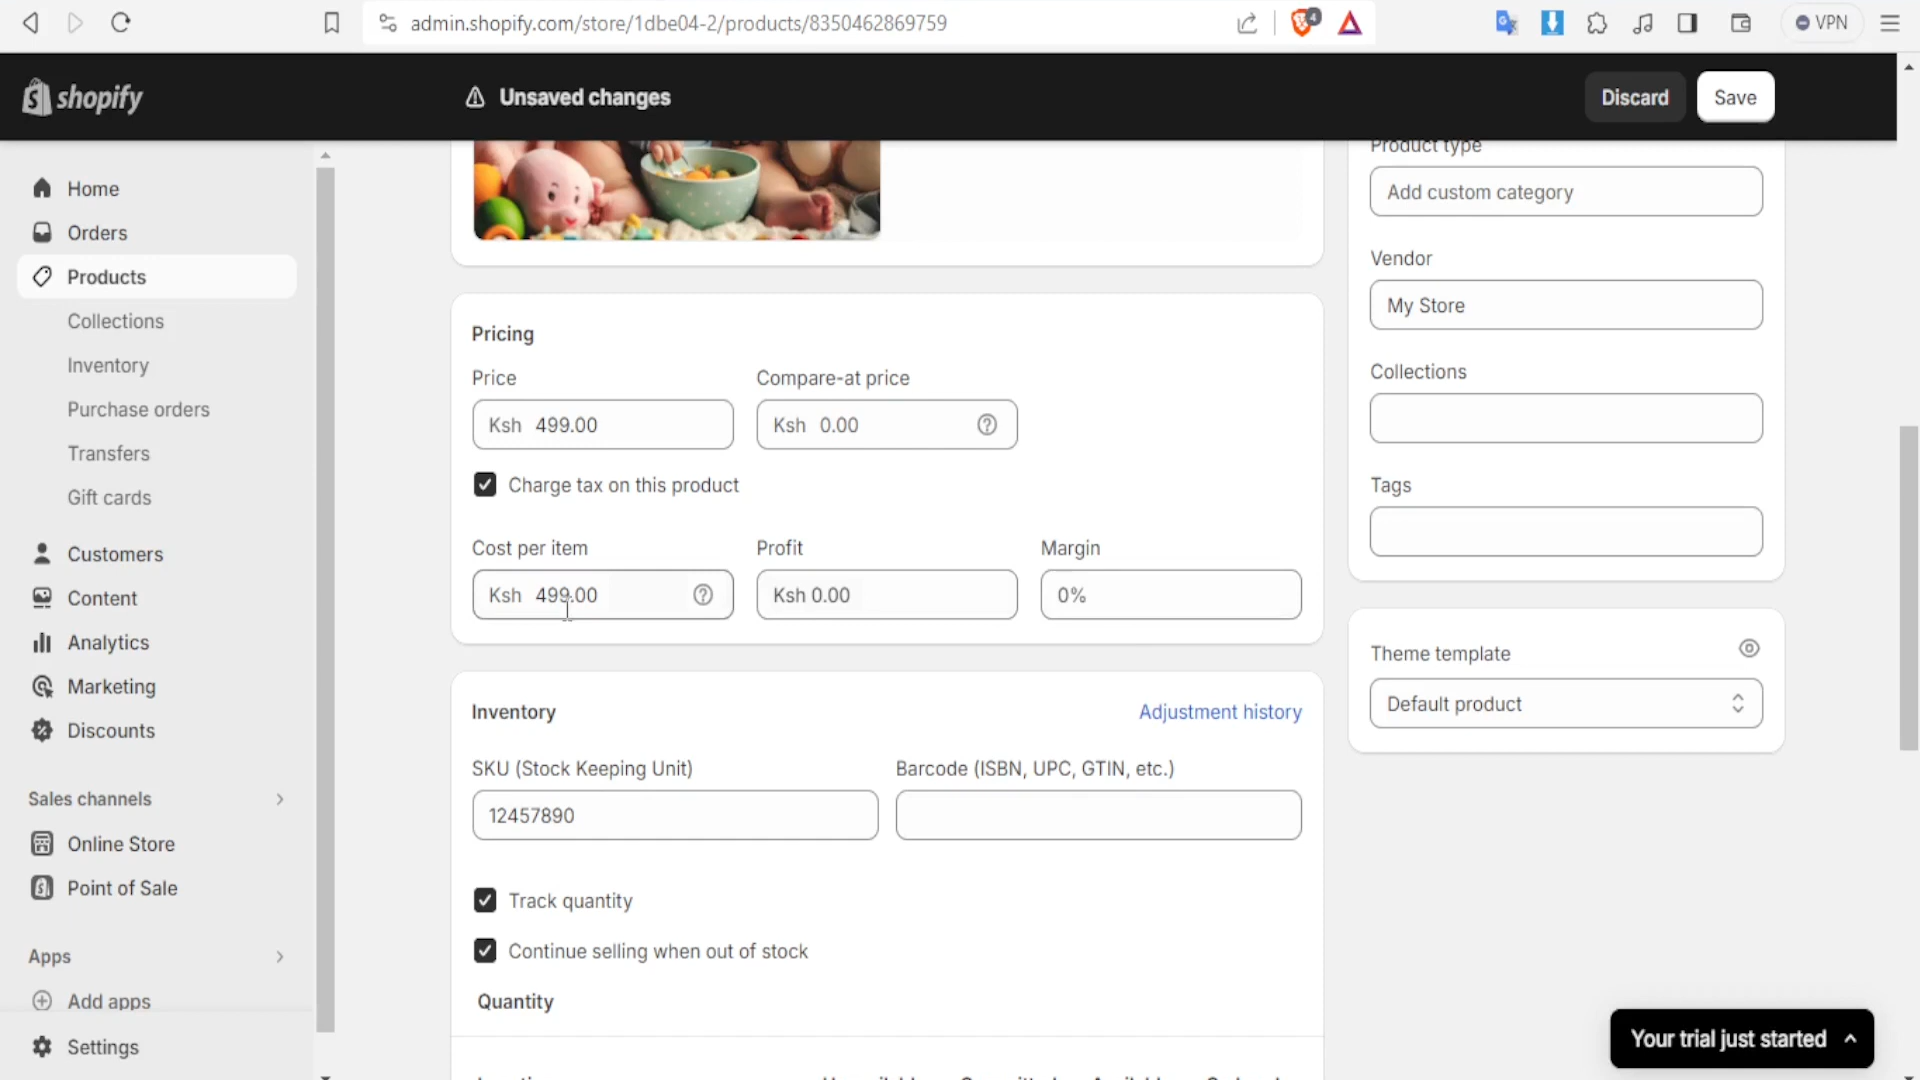 admin.shopify.com/store/1dbe04-2/products/8350462869759
4
VPN
shopify
Unsaved changes
Discard
Save
Home
Orders
Products
Collections
Inventory
Purchase orders
Transfers
Gift cards
Customers
Content
Analytics
Marketing
Discounts
Sales channels
Online Store
Point of Sale
Apps
Add apps
Settings
Pricing
Price
Compare-at price
Ksh 499.00
Ksh 0.00
Charge tax on this product
Cost per item
Profit
Margin
Ksh 499.00
Ksh 0.00
0%
Inventory
Adjustment history
SKU (Stock Keeping Unit)
Barcode (ISBN, UPC, GTIN, etc.)
12457890
Track quantity
Continue selling when out of stock
Quantity
Product type
Add custom category
Vendor
My Store
Collections
Tags
Theme template
Default product
Your trial just started